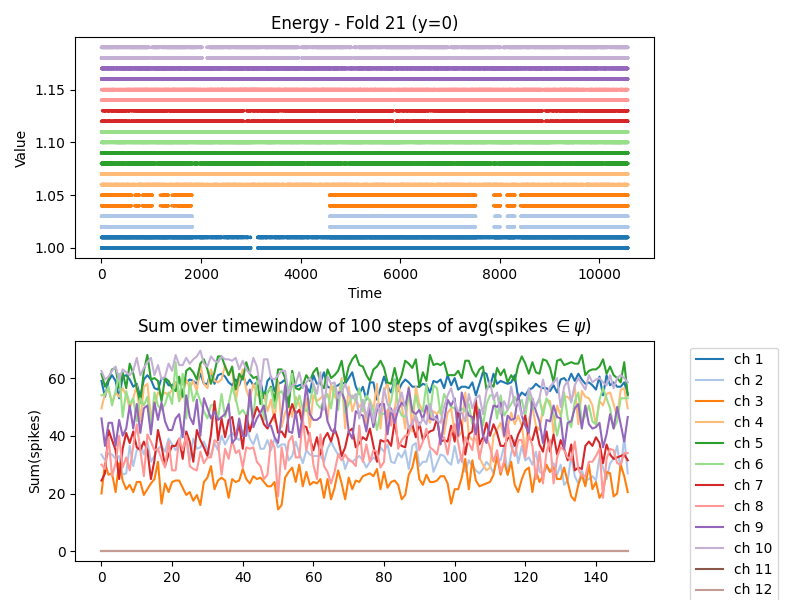 Energy - Fold 21 (y=0)
1.15
1.10
1.05
1.00
Value
0 2000 4000 6000 8000 10000
Time
Sum over timewindow of 100 steps of avg(spikes ∈ ψ)
60
40
20
0
Sum(spikes)
0 20 40 60 80 100 120 140
ch 1
ch 2
ch 3
ch 4
ch 5
ch 6
ch 7
ch 8
ch 9
ch 10
ch 11
ch 12